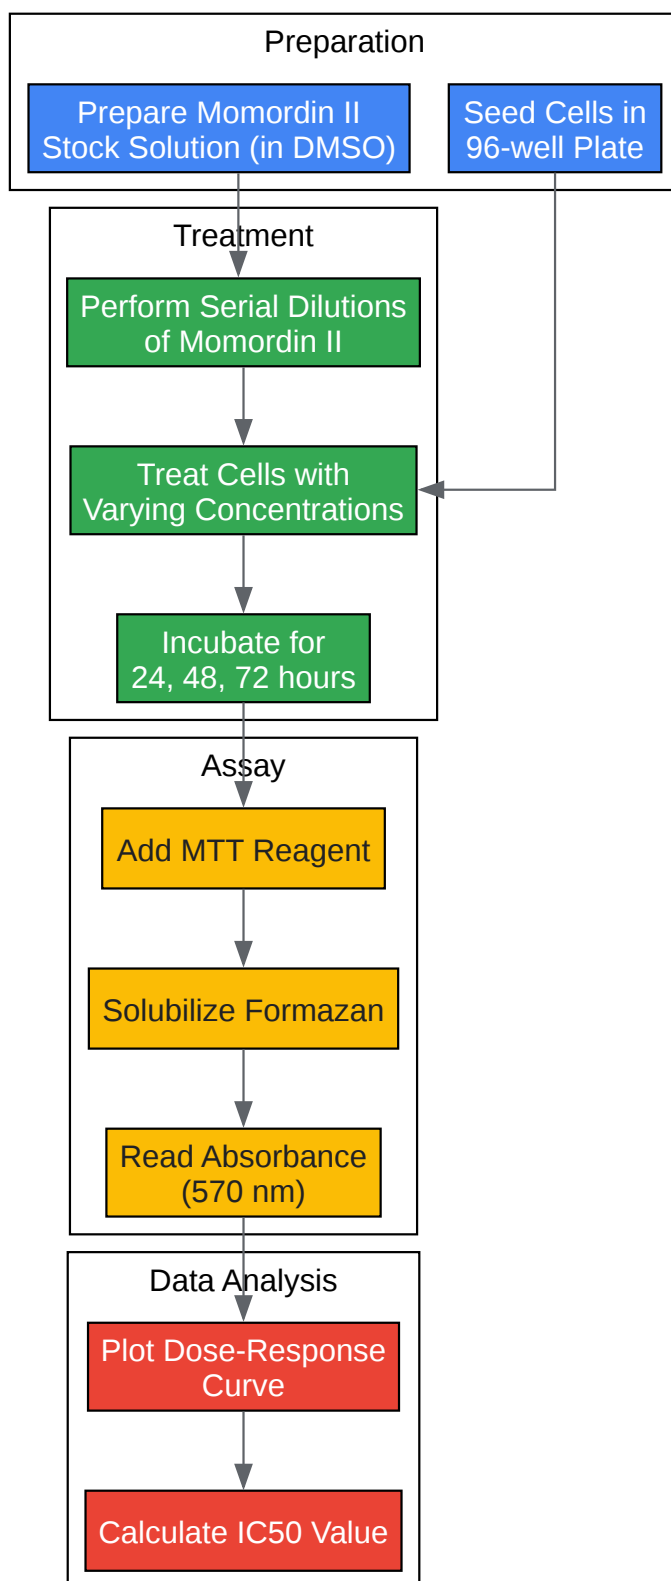 Preparation
Prepare Momordin II
Stock Solution (in DMSO)
Seed Cells in
96-well Plate
Treatment
Perform Serial Dilutions
of Momordin II
Treat Cells with
Varying Concentrations
Incubate for
24, 48, 72 hours
Assay
Add MTT Reagent
Solubilize Formazan
Read Absorbance
(570 nm)
Data Analysis
Plot Dose-Response
Curve
Calculate IC50 Value